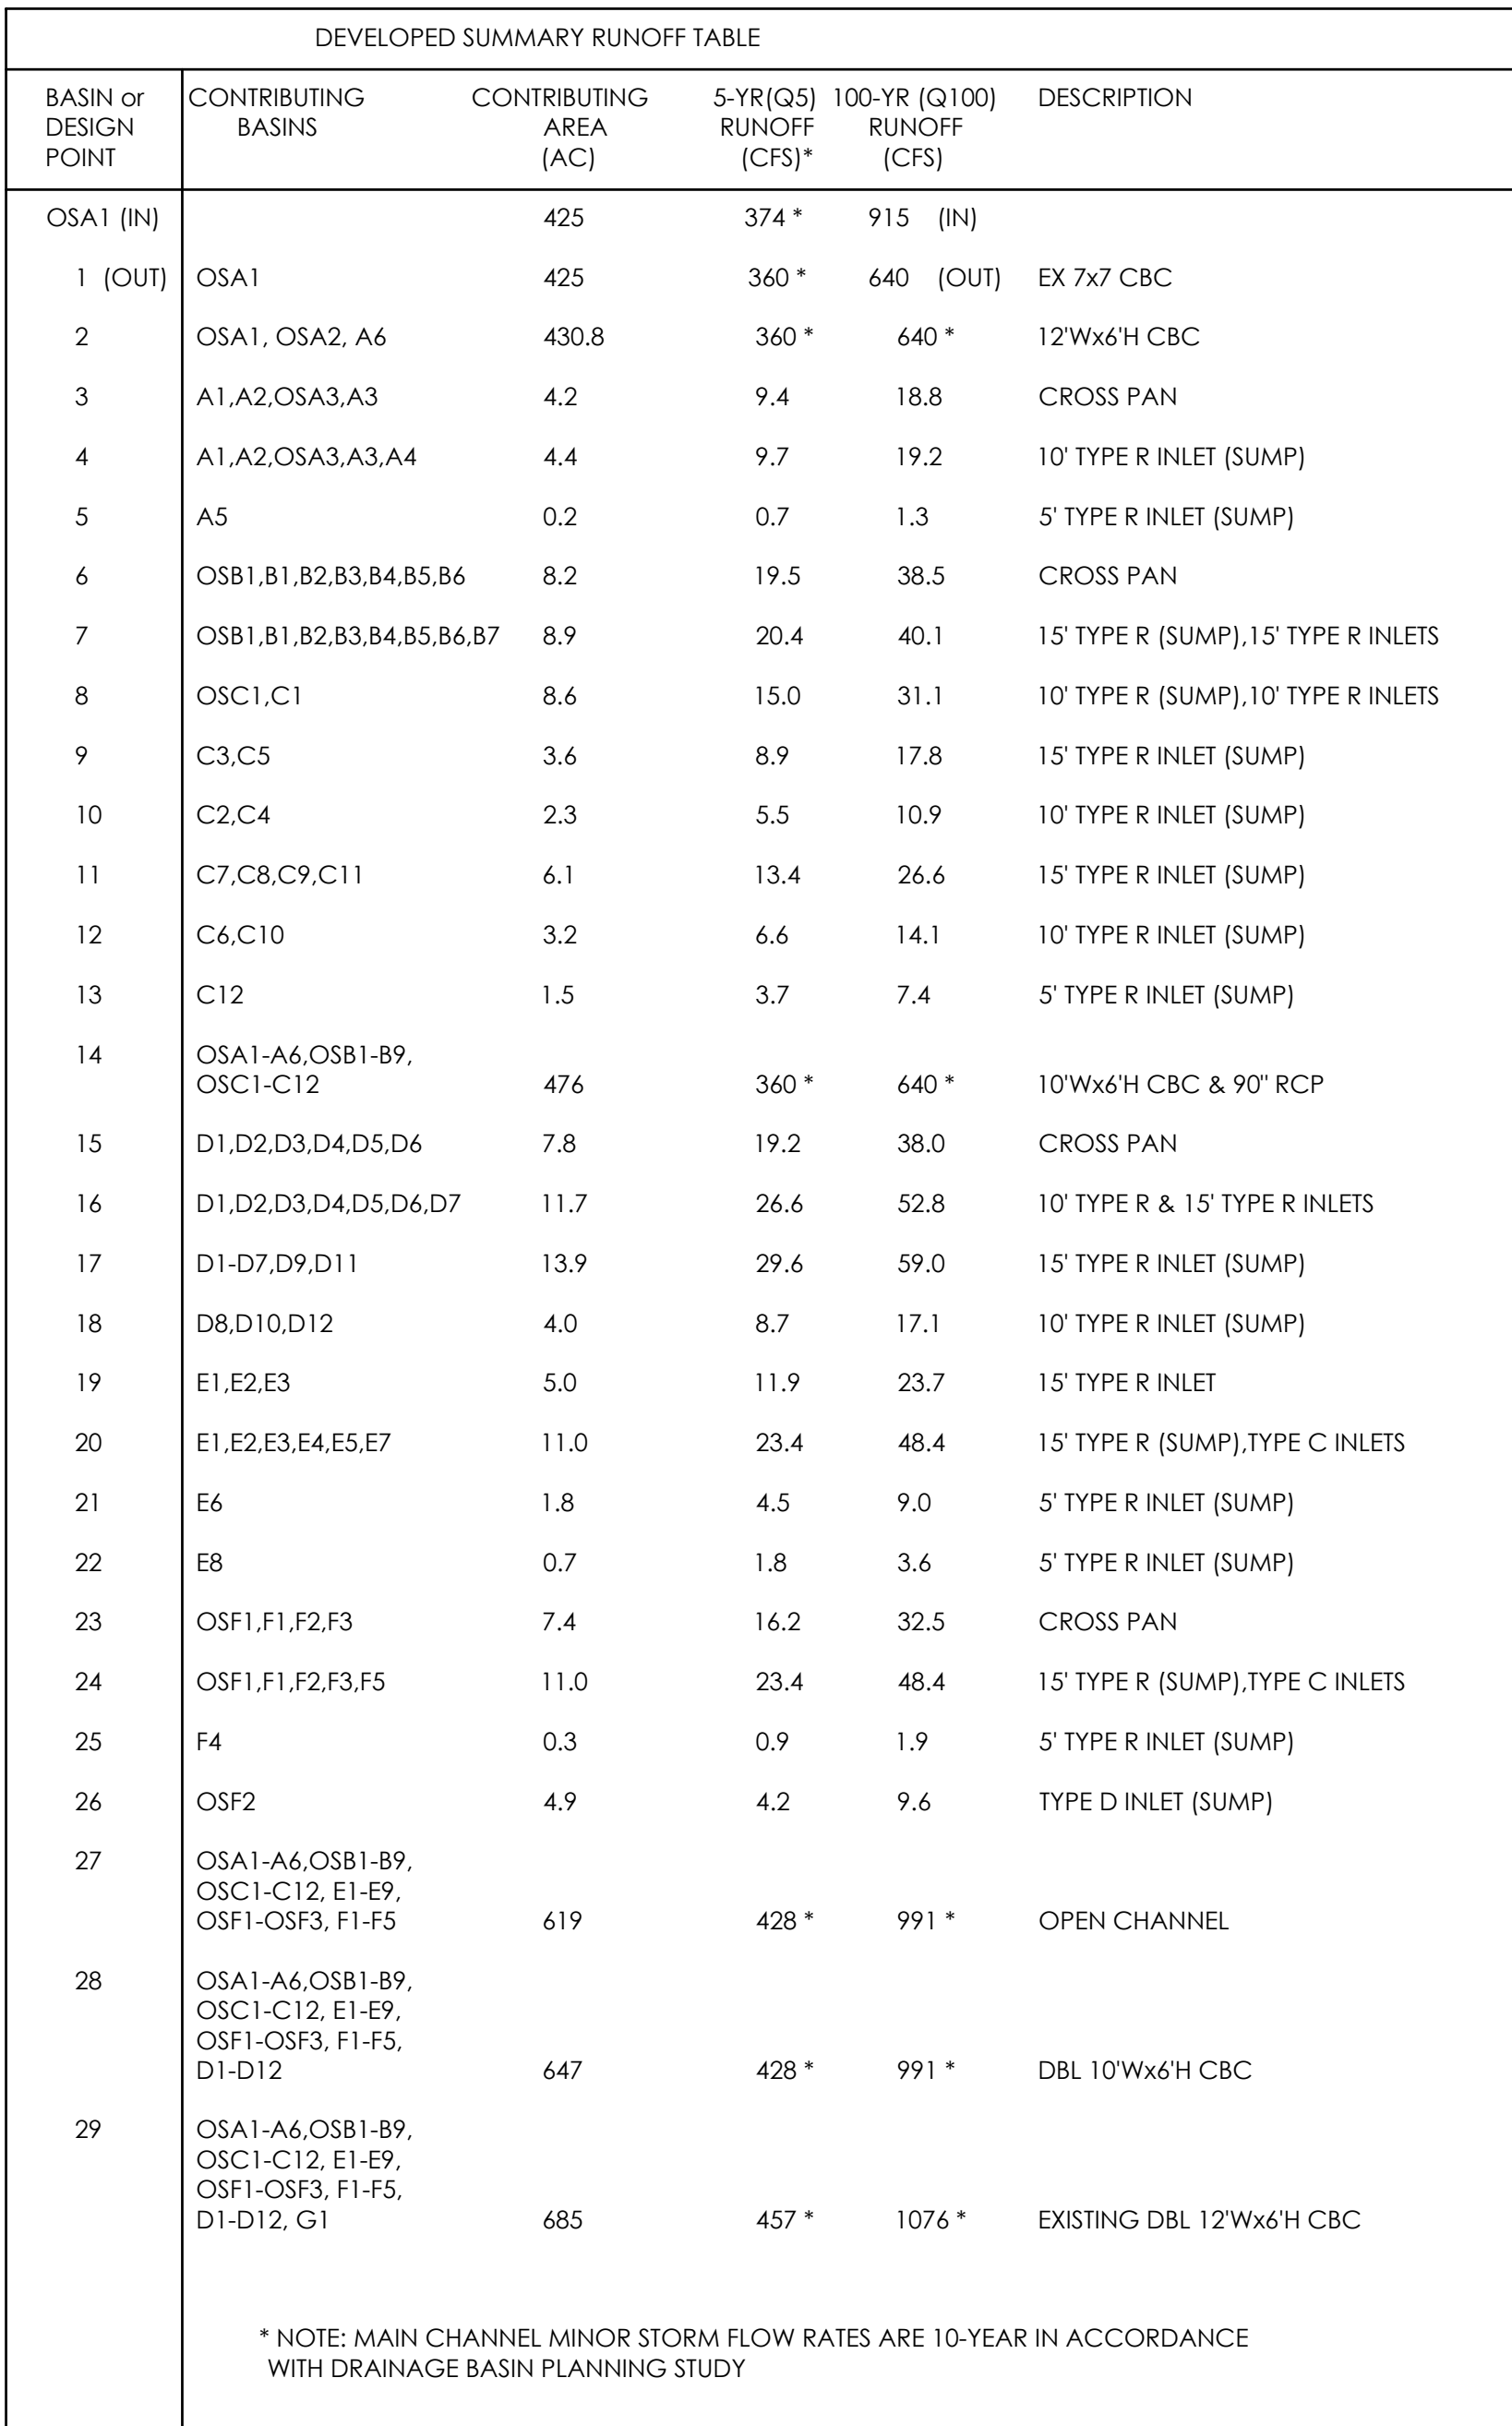 DEVELOPED SUMMARY RUNOFF TABLE
BASIN or CONTRIBUTING CONTRIBUTING 5-YR(Q5) 100-YR (Q100) DESCRIPTION
DESIGN BASINS AREA RUNOFF RUNOFF
POINT (AC) (CFS)* (CFS)
OSA1 (IN) 425 374 * 915 (IN)
1 (OUT) OSA1 425 360 * 640 (OUT) EX 7x7 CBC
2 OSA1, OSA2, A6 430.8 360 * 640 * 12'Wx6'H CBC
3 A1,A2,OSA3,A3 4.2 9.4 18.8 CROSS PAN
4 A1,A2,OSA3,A3,A4 4.4 9.7 19.2 10' TYPE R INLET (SUMP)
5 A5 0.2 0.7 1.3 5' TYPE R INLET (SUMP)
6 OSB1,B1,B2,B3,B4,B5,B6 8.2 19.5 38.5 CROSS PAN
7 OSB1,B1,B2,B3,B4,B5,B6,B7 8.9 20.4 40.1 15' TYPE R (SUMP),15' TYPE R INLETS
8 OSC1,C1 8.6 15.0 31.1 10' TYPE R (SUMP),10' TYPE R INLETS
9 C3,C5 3.6 8.9 17.8 15' TYPE R INLET (SUMP)
10 C2,C4 2.3 5.5 10.9 10' TYPE R INLET (SUMP)
11 C7,C8,C9,C11 6.1 13.4 26.6 15' TYPE R INLET (SUMP)
12 C6,C10 3.2 6.6 14.1 10' TYPE R INLET (SUMP)
13 C12 1.5 3.7 7.4 5' TYPE R INLET (SUMP)
14 OSA1-A6,OSB1-B9,
OSC1-C12 476 360 * 640 * 10'Wx6'H CBC & 90" RCP
15 D1,D2,D3,D4,D5,D6 7.8 19.2 38.0 CROSS PAN
16 D1,D2,D3,D4,D5,D6,D7 11.7 26.6 52.8 10' TYPE R & 15' TYPE R INLETS
17 D1-D7,D9,D11 13.9 29.6 59.0 15' TYPE R INLET (SUMP)
18 D8,D10,D12 4.0 8.7 17.1 10' TYPE R INLET (SUMP)
19 E1,E2,E3 5.0 11.9 23.7 15' TYPE R INLET
20 E1,E2,E3,E4,E5,E7 11.0 23.4 48.4 15' TYPE R (SUMP),TYPE C INLETS
21 E6 1.8 4.5 9.0 5' TYPE R INLET (SUMP)
22 E8 0.7 1.8 3.6 5' TYPE R INLET (SUMP)
23 OSF1,F1,F2,F3 7.4 16.2 32.5 CROSS PAN
24 OSF1,F1,F2,F3,F5 11.0 23.4 48.4 15' TYPE R (SUMP),TYPE C INLETS
25 F4 0.3 0.9 1.9 5' TYPE R INLET (SUMP)
26 OSF2 4.9 4.2 9.6 TYPE D INLET (SUMP)
27 OSA1-A6,OSB1-B9,
OSC1-C12, E1-E9,
OSF1-OSF3, F1-F5 619 428 * 991 * OPEN CHANNEL
28 OSA1-A6,OSB1-B9,
OSC1-C12, E1-E9,
OSF1-OSF3, F1-F5,
D1-D12 647 428 * 991 * DBL 10'Wx6'H CBC
29 OSA1-A6,OSB1-B9,
OSC1-C12, E1-E9,
OSF1-OSF3, F1-F5,
D1-D12, G1 685 457 * 1076 * EXISTING DBL 12'Wx6'H CBC
* NOTE: MAIN CHANNEL MINOR STORM FLOW RATES ARE 10-YEAR IN ACCORDANCE
WITH DRAINAGE BASIN PLANNING STUDY